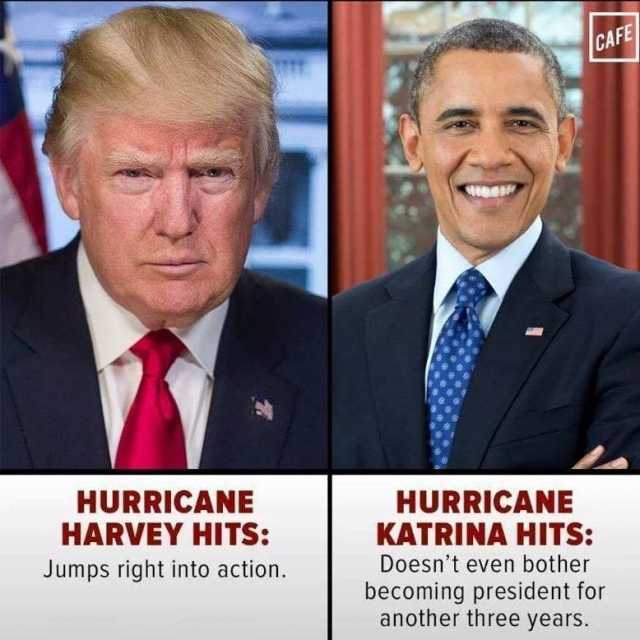 CAFE
HURRICANE
HARVEY HITS:
Jumps right into action.
HURRICANE
KATRINA HITS:
Doesn't even bother
becoming president for
another three years.